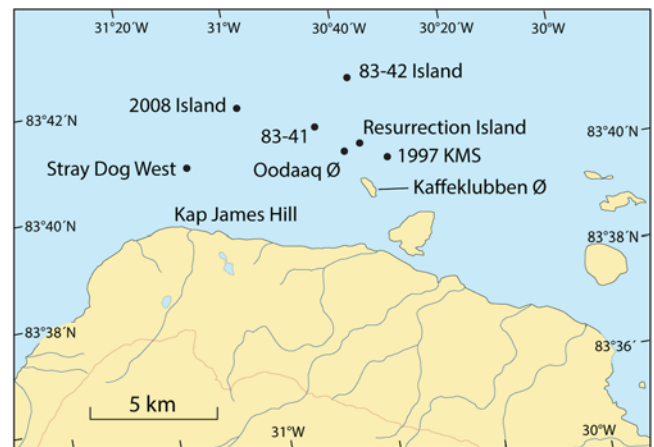 31°20´W 31°W 30°40´W 30°20´W 30°W
83-42 Island
2008 Island
83°42´N
83-41
Resurrection Island
83°40´N
Oodaaq Ø
1997 KMS
Stray Dog West
Kaffeklubben Ø
Kap James Hill
83°40´N
83°38´N
83°38´N
83°36´
5 km
31°W
30°W